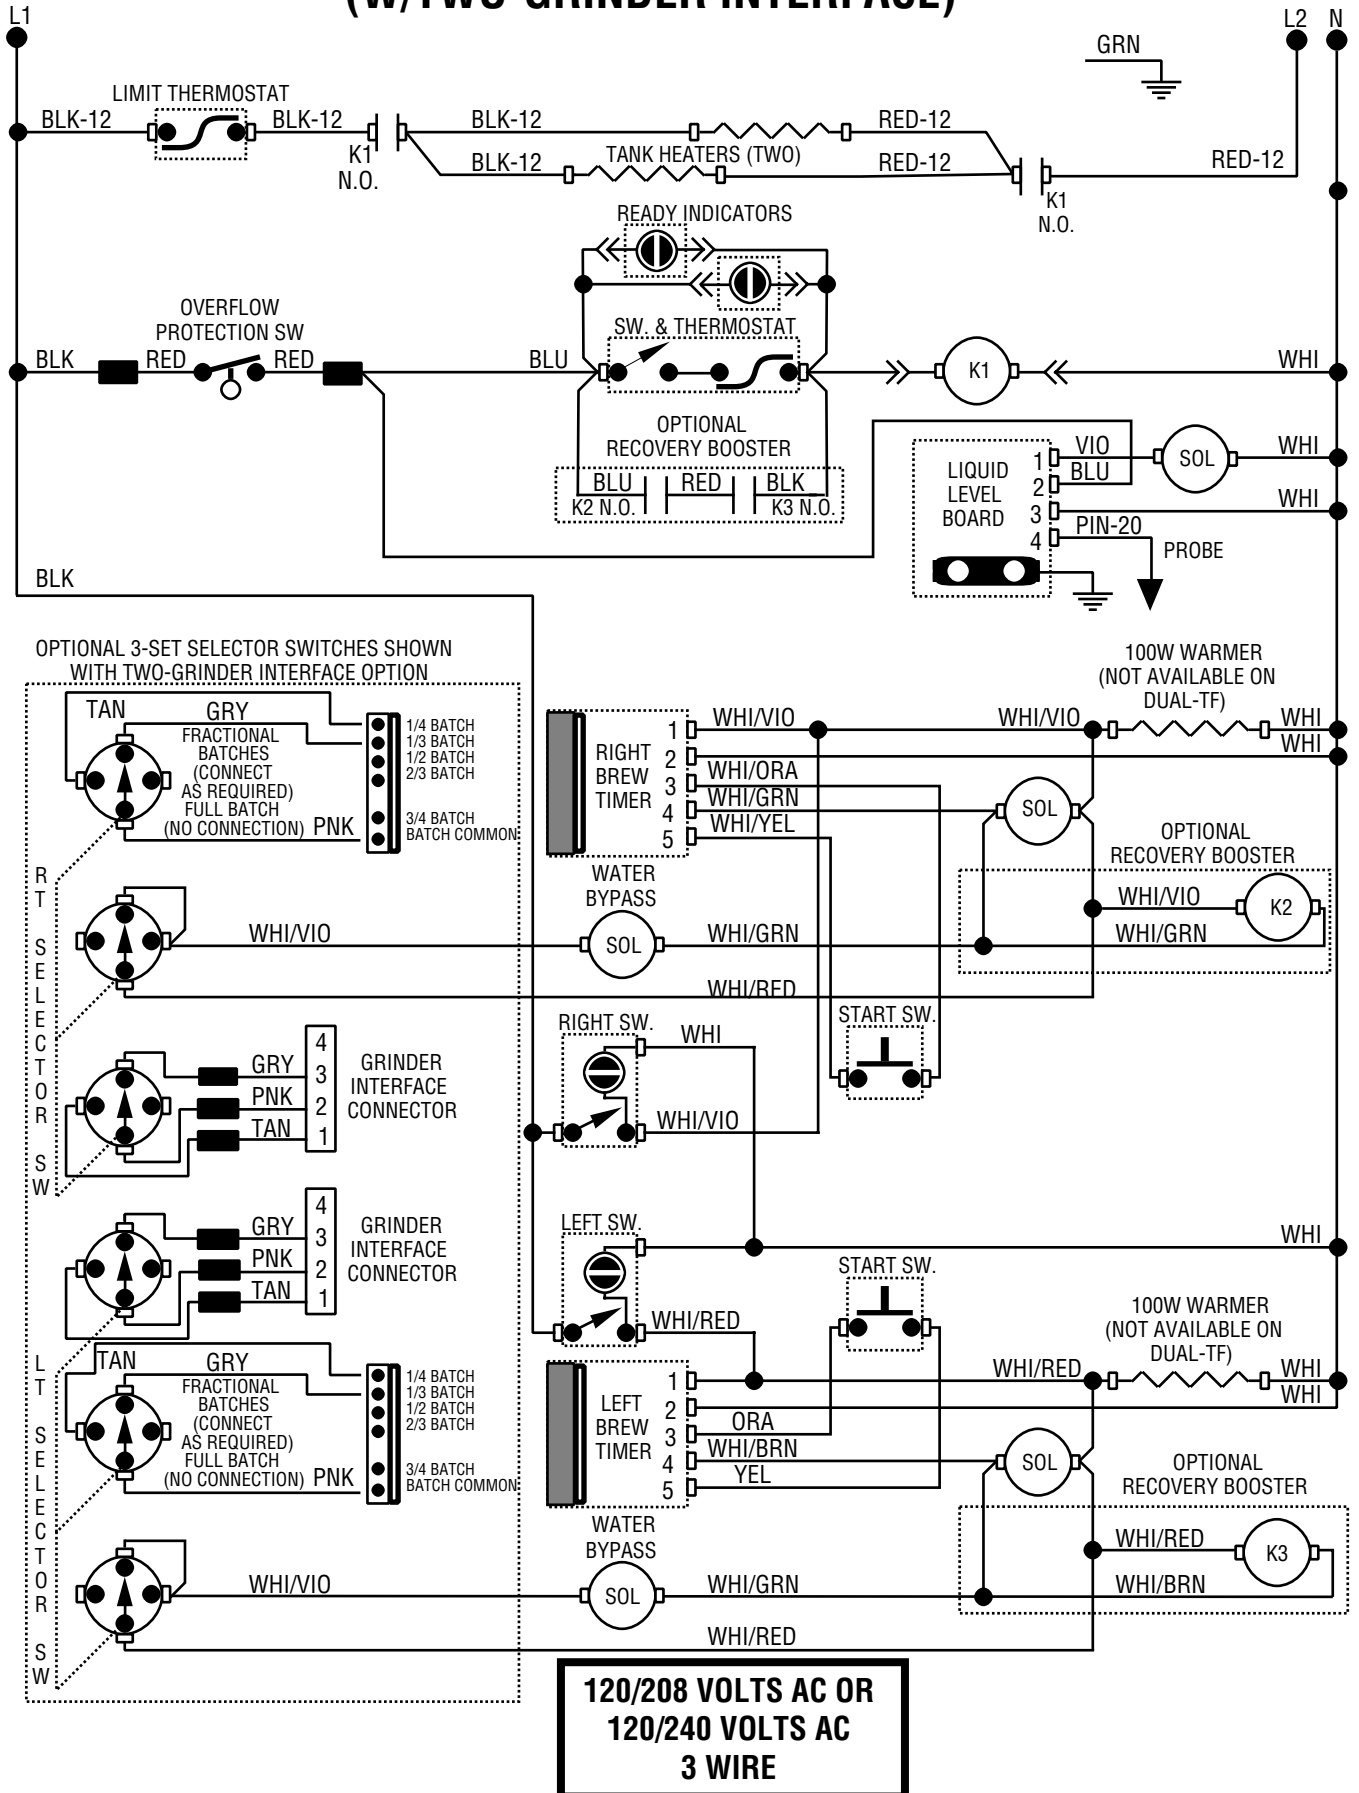 (W/TWO-GRINDER INTERFACE)
L1
L2 N
GRN
LIMIT THERMOSTAT
BLK-12
BLK-12
K1
N.O.
BLK-12
RED-12
BLK-12
TANK HEATERS (TWO)
RED-12
K1
N.O.
RED-12
READY INDICATORS
OVERFLOW
PROTECTION SW
SW. & THERMOSTAT
BLK
RED
RED
BLU
K1
WHI
OPTIONAL
RECOVERY BOOSTER
BLU
RED
BLK
K2 N.O.
K3 N.O.
LIQUID
LEVEL
BOARD
1
2
3
4
VIO
BLU
SOL
WHI
WHI
PIN-20
PROBE
BLK
OPTIONAL 3-SET SELECTOR SWITCHES SHOWN
WITH TWO-GRINDER INTERFACE OPTION
TAN
GRY
FRACTIONAL
BATCHES
(CONNECT
AS REQUIRED)
FULL BATCH
(NO CONNECTION)
PNK
1/4 BATCH
1/3 BATCH
1/2 BATCH
2/3 BATCH
3/4 BATCH
BATCH COMMON
RIGHT
BREW
TIMER
1
2
3
4
5
WHI/VIO
WHI/ORA
WHI/GRN
WHI/YEL
WHI/VIO
100W WARMER
(NOT AVAILABLE ON
DUAL-TF)
WHI
WHI
SOL
OPTIONAL
RECOVERY BOOSTER
WHI/VIO
K2
WHI/GRN
RT SELECTOR SW
WHI/VIO
WATER
BYPASS
SOL
WHI/GRN
WHI/RED
GRY
PNK
TAN
4
3
2
1
GRINDER
INTERFACE
CONNECTOR
RIGHT SW.
WHI
WHI/VIO
START SW.
GRY
PNK
TAN
4
3
2
1
GRINDER
INTERFACE
CONNECTOR
LEFT SW.
WHI/RED
WHI
START SW.
LT SELECTOR SW
TAN
GRY
FRACTIONAL
BATCHES
(CONNECT
AS REQUIRED)
FULL BATCH
(NO CONNECTION)
PNK
1/4 BATCH
1/3 BATCH
1/2 BATCH
2/3 BATCH
3/4 BATCH
BATCH COMMON
LEFT
BREW
TIMER
1
2
3
4
5
ORA
WHI/BRN
YEL
WHI/RED
100W WARMER
(NOT AVAILABLE ON
DUAL-TF)
WHI
WHI
SOL
OPTIONAL
RECOVERY BOOSTER
WHI/RED
K3
WHI/BRN
WHI/VIO
WATER
BYPASS
SOL
WHI/GRN
WHI/RED
120/208 VOLTS AC OR
120/240 VOLTS AC
3 WIRE